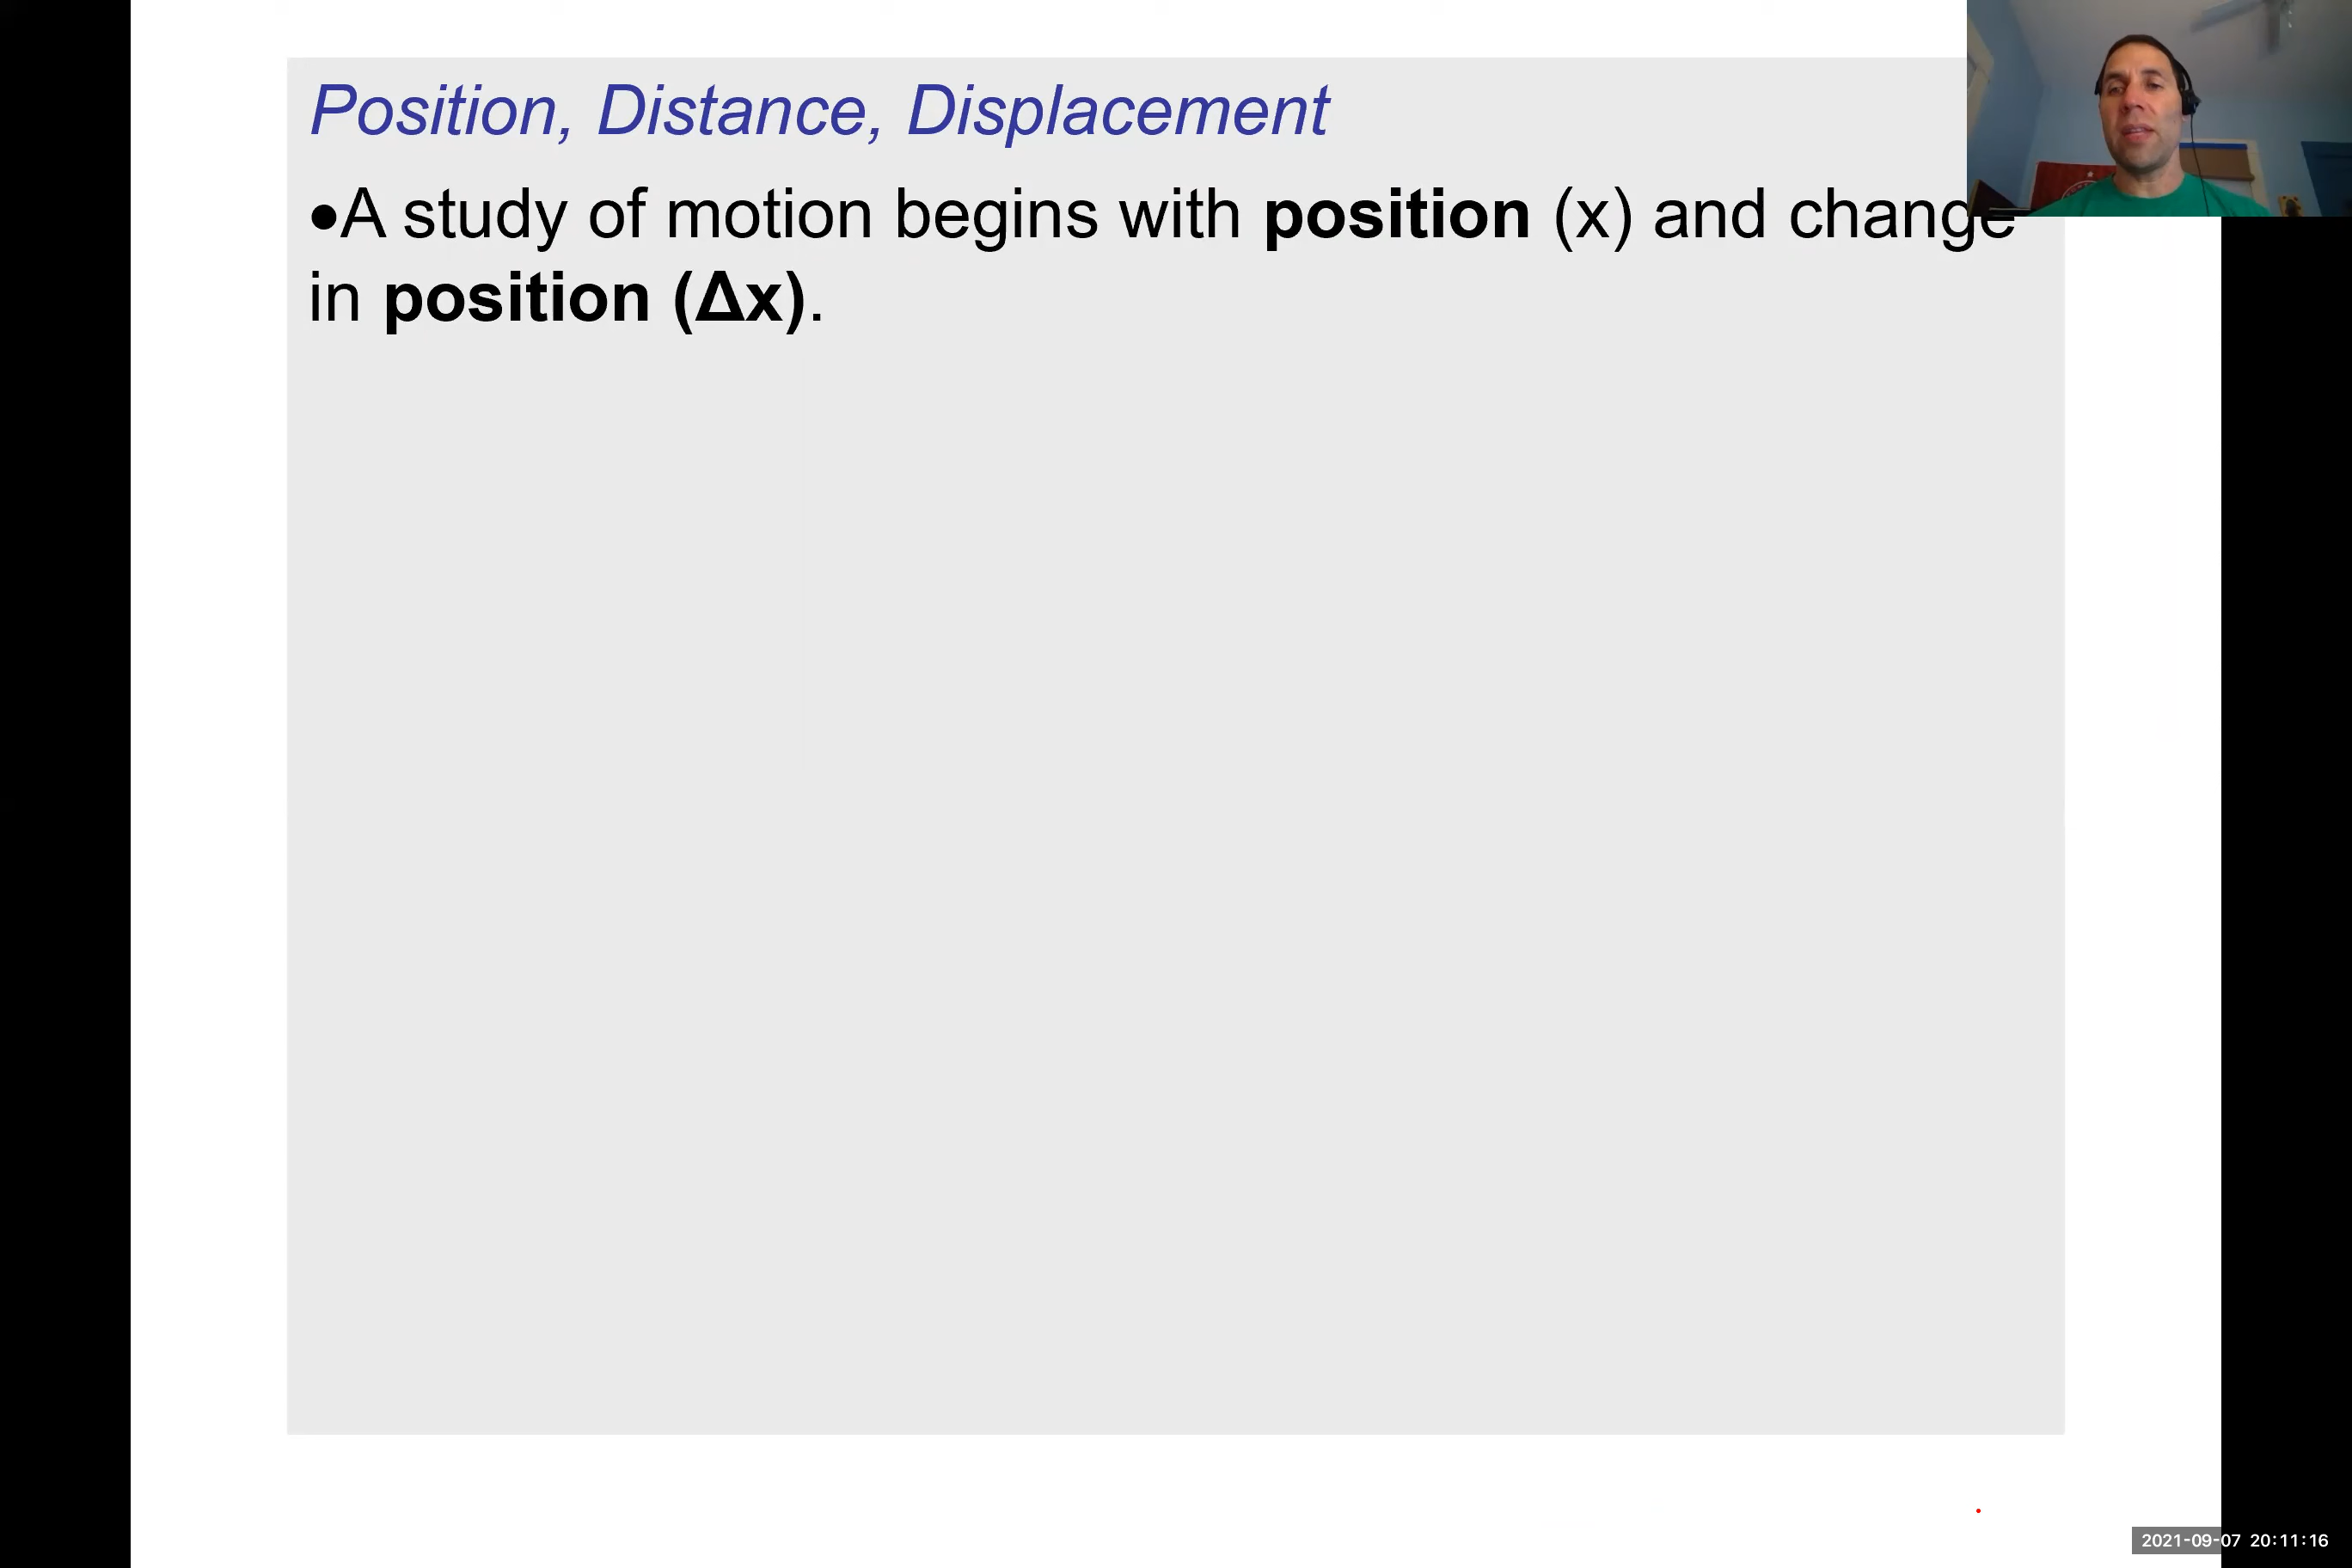 Position, Distance, Displacement
•A study of motion begins with position (x) and change
in position (Δx).
2021-09-07 20:11:16